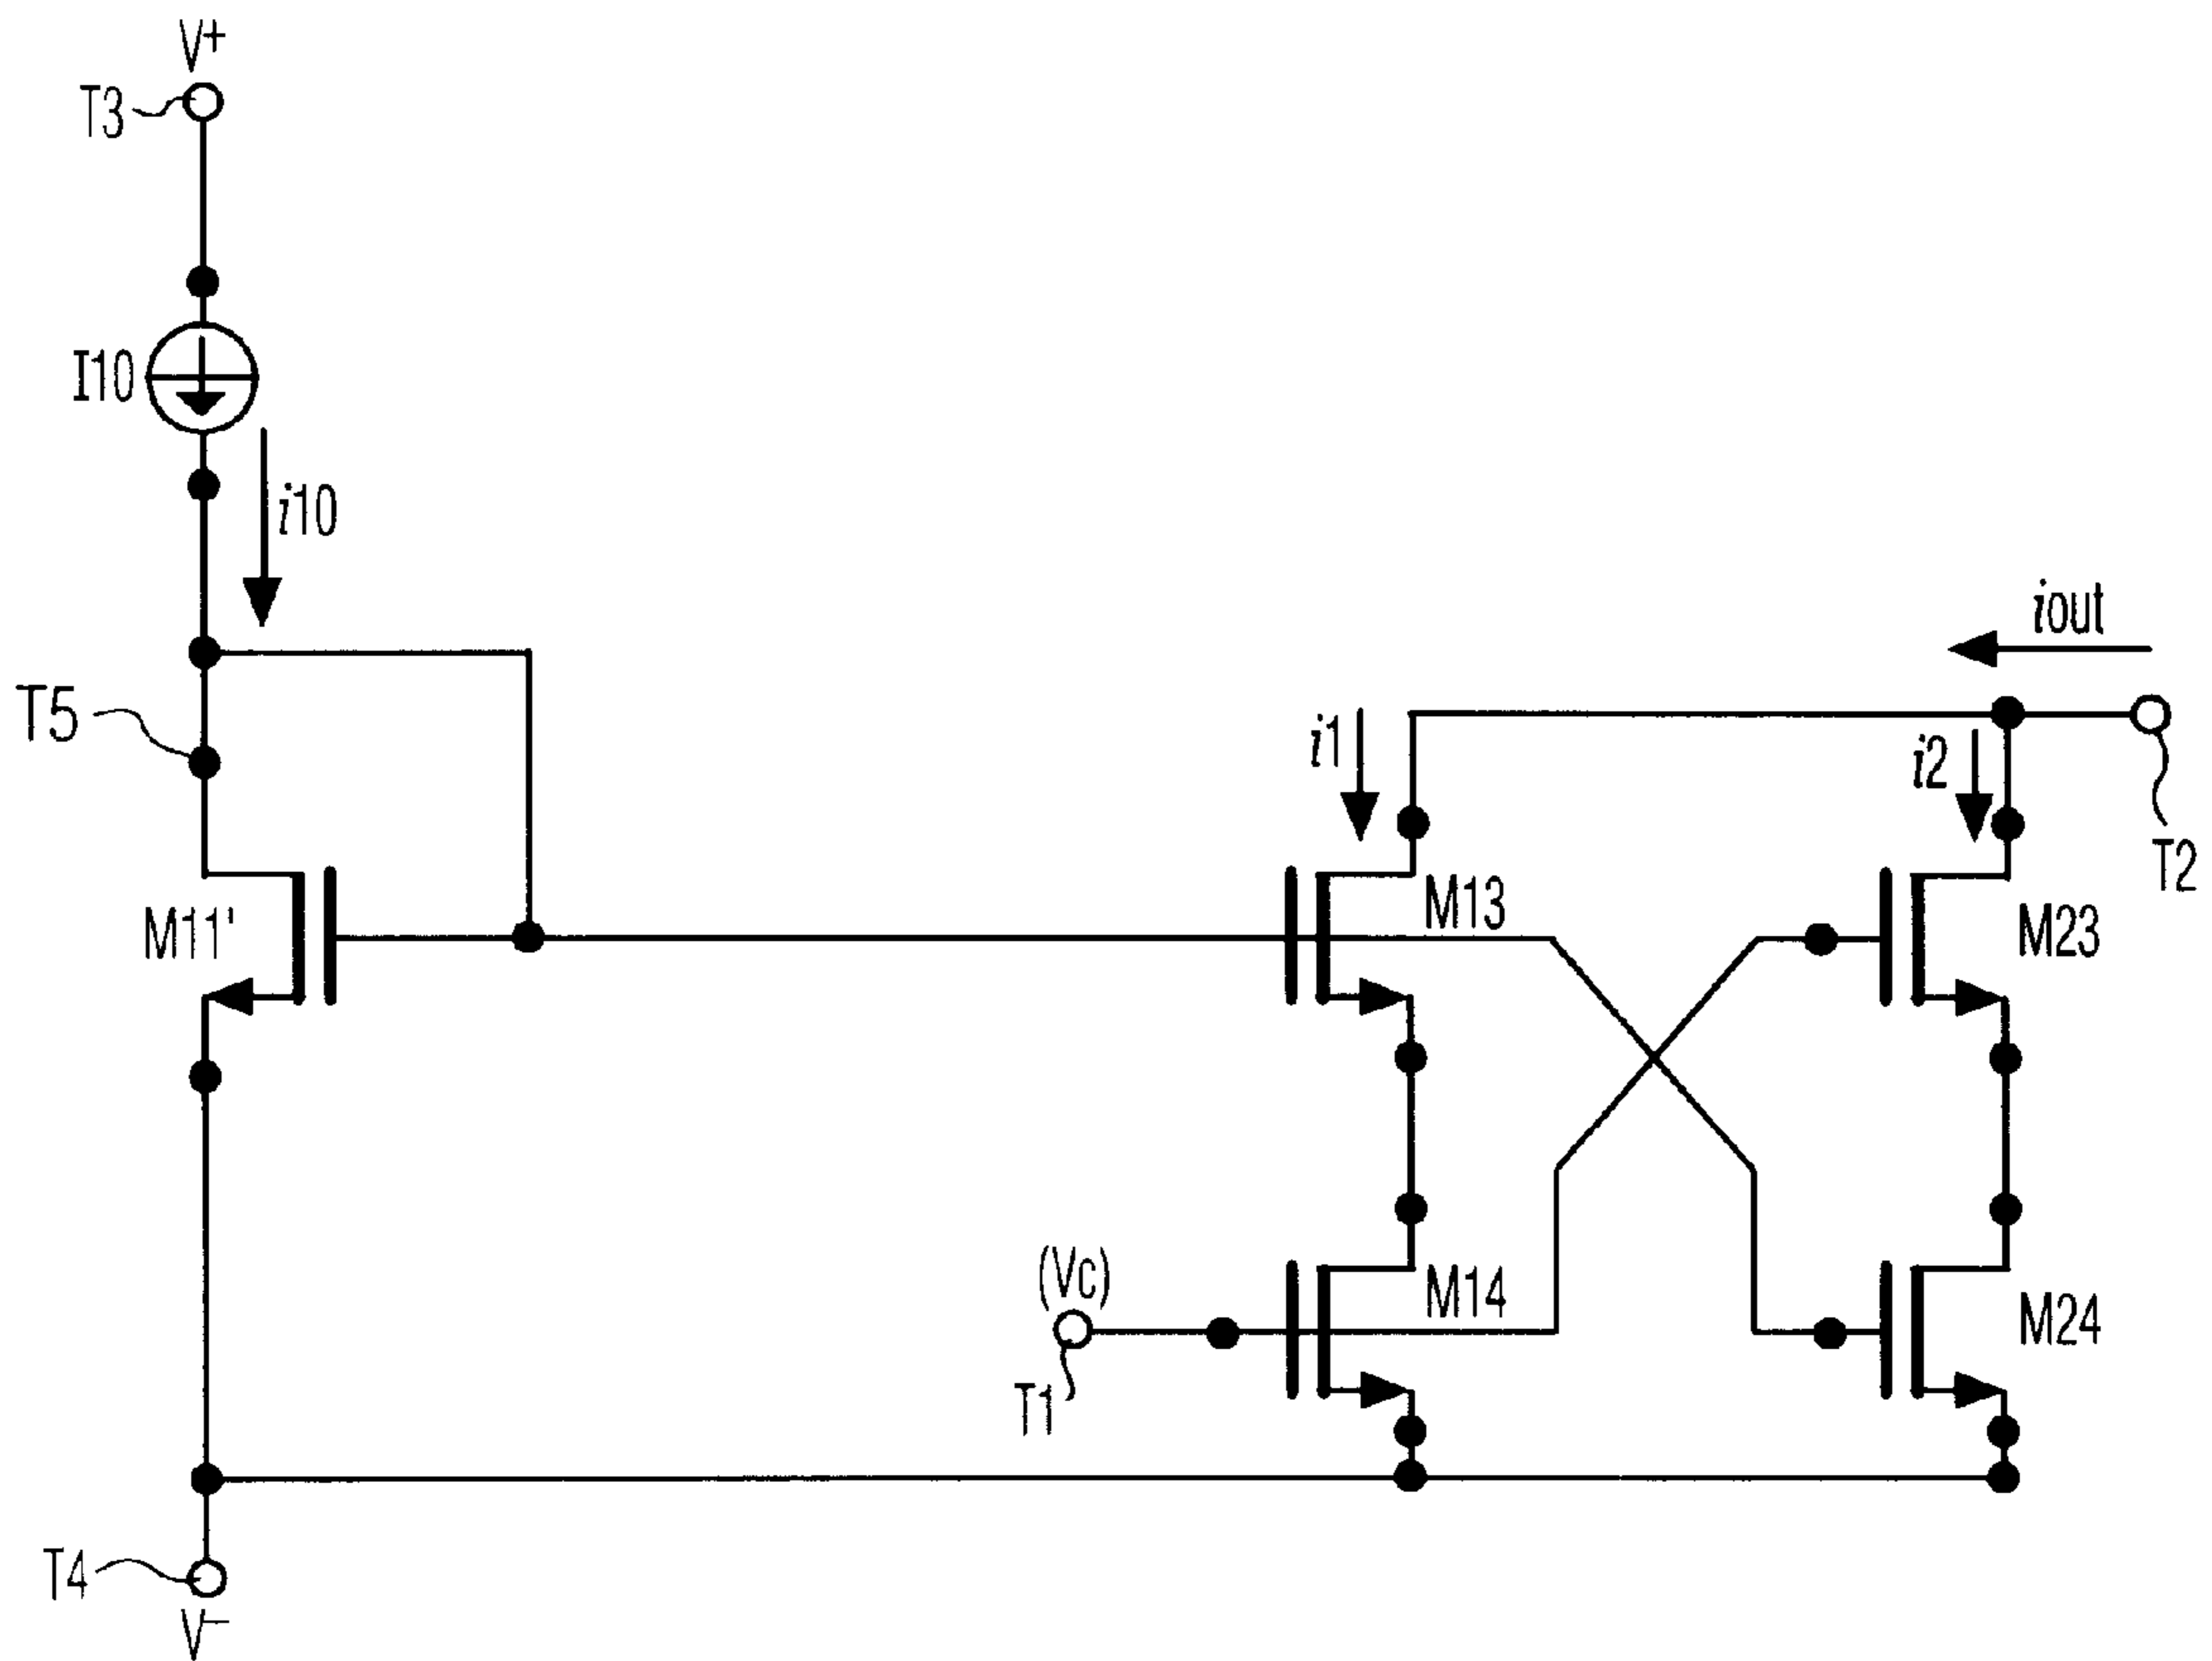 V+
T3
I10
i10
iout
T5
i1
i2
T2
M11'
M13
M23
(Vc)
M14
M24
T1
T4
V−